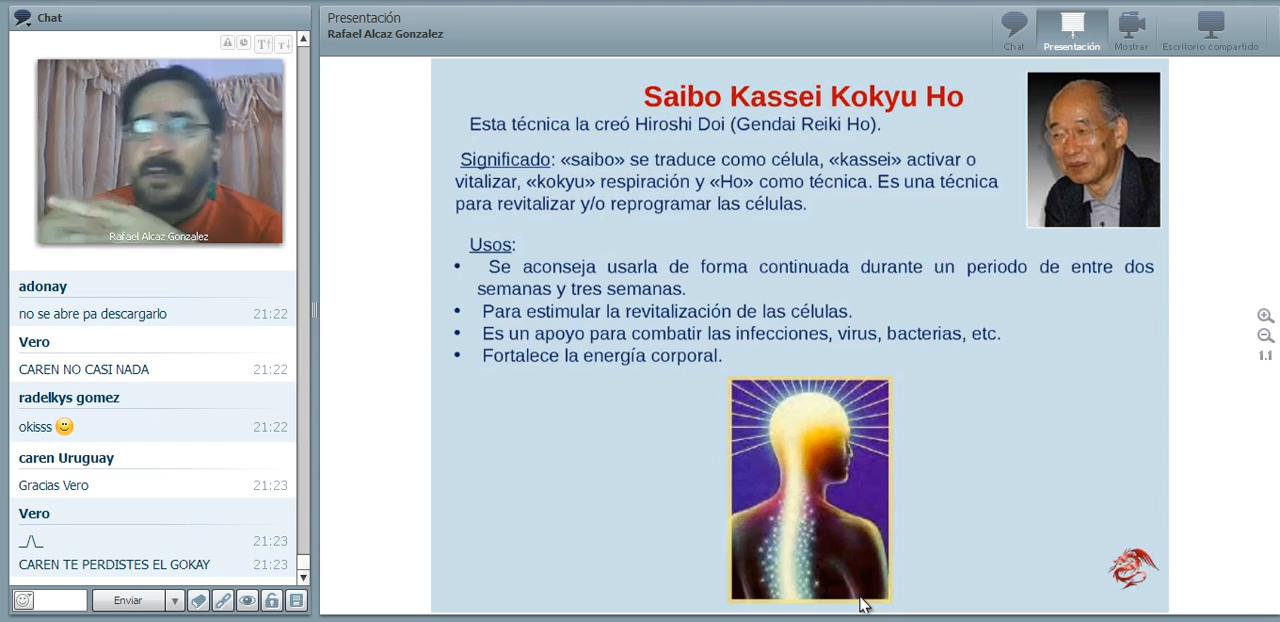 Chat
Rafael Alcaz Gonzalez
adonay
no se abre pa descargarlo 21:22
Vero
CAREN NO CASI NADA 21:22
radelkys gomez
okisss 21:22
caren Uruguay
Gracias Vero 21:23
Vero
_/\_ 21:23
CAREN TE PERDISTES EL GOKAY 21:23
Enviar
Presentación
Rafael Alcaz Gonzalez
Chat
Presentación
Mostrar
Escritorio compartido
Saibo Kassei Kokyu Ho
Esta técnica la creó Hiroshi Doi (Gendai Reiki Ho).
Significado: «saibo» se traduce como célula, «kassei» activar o
vitalizar, «kokyu» respiración y «Ho» como técnica. Es una técnica
para revitalizar y/o reprogramar las células.
Usos:
• Se aconseja usarla de forma continuada durante un periodo de entre dos
semanas y tres semanas.
• Para estimular la revitalización de las células.
• Es un apoyo para combatir las infecciones, virus, bacterias, etc.
• Fortalece la energía corporal.
1:1